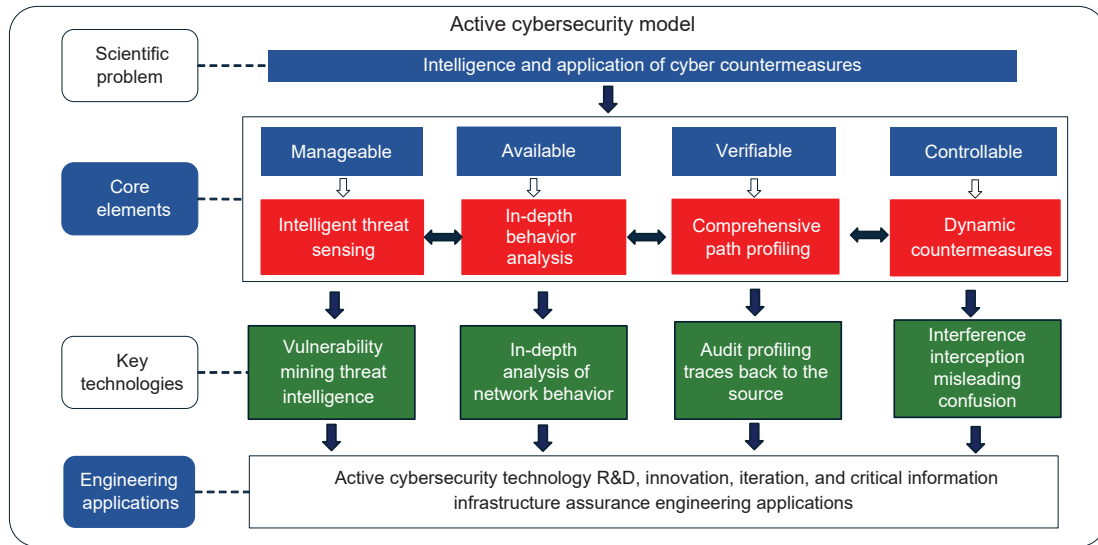 Active cybersecurity model
Scientific
problem
Intelligence and application of cyber countermeasures
Core
elements
Manageable
Available
Verifiable
Controllable
Intelligent threat
sensing
In-depth
behavior
analysis
Comprehensive
path profiling
Dynamic
countermeasures
Key
technologies
Vulnerability
mining threat
intelligence
In-depth
analysis of
network behavior
Audit profiling
traces back to the
source
Interference
interception
misleading
confusion
Engineering
applications
Active cybersecurity technology R&D, innovation, iteration, and critical information
infrastructure assurance engineering applications